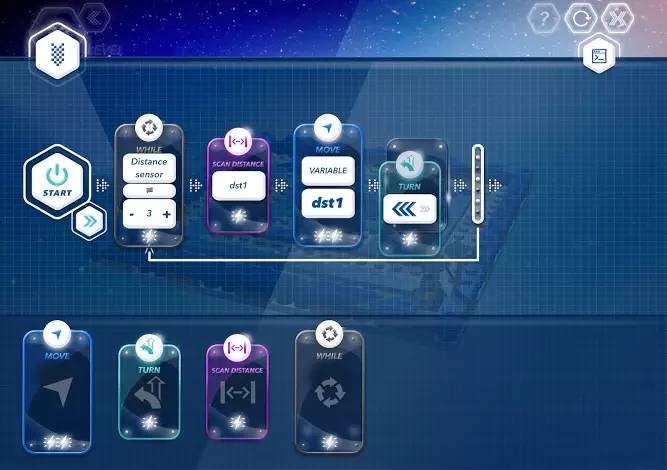 ?
LEVEL
WHILE
Distance
sensor
- 3 +
SCAN DISTANCE
dst1
MOVE
VARIABLE
dst1
TURN
START
MOVE
TURN
SCAN DISTANCE
WHILE